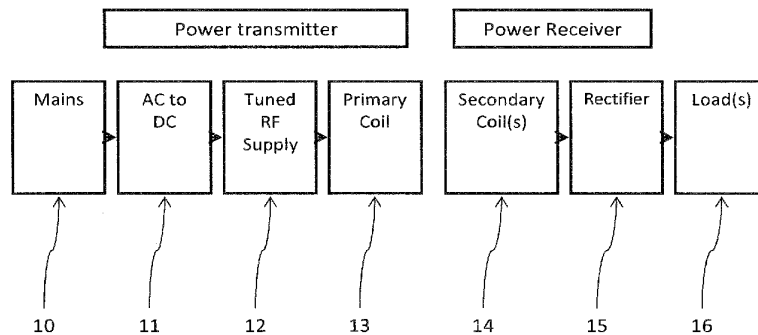 Power transmitter
Power Receiver
Mains
AC to
DC
Tuned
RF
Supply
Primary
Coil
Secondary
Coil(s)
Rectifier
Load(s)
10
11
12
13
14
15
16